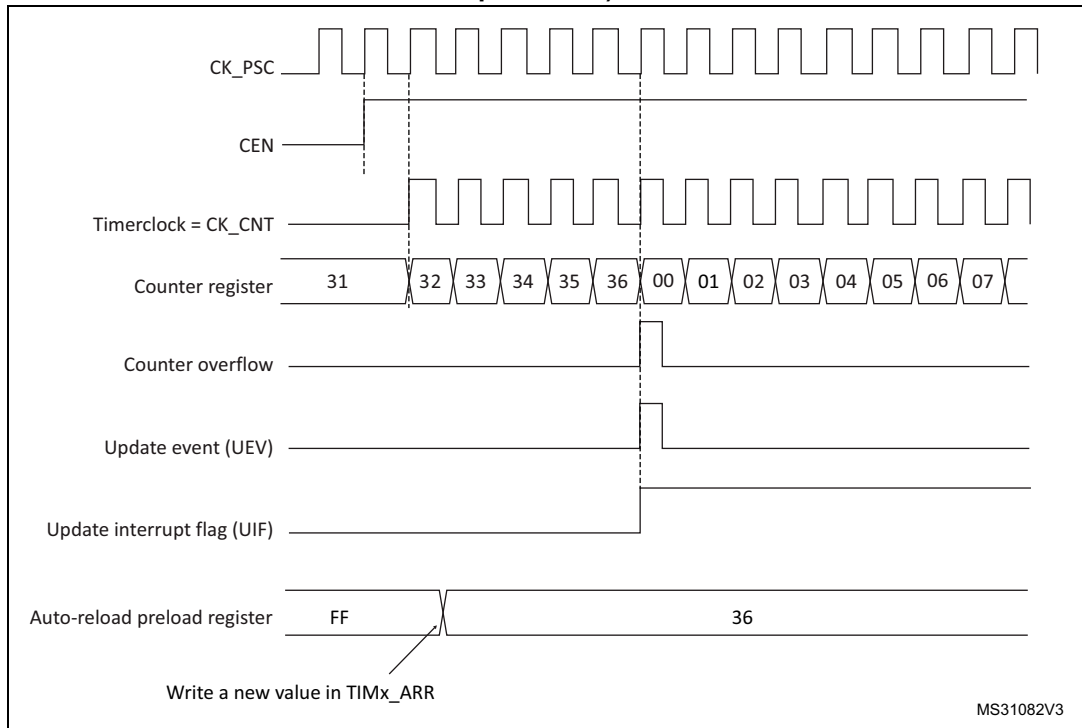 CK_PSC
CEN
Timerclock = CK_CNT
Counter register 31 32 33 34 35 36 00 01 02 03 04 05 06 07
Counter overflow
Update event (UEV)
Update interrupt flag (UIF)
Auto-reload preload register FF 36
Write a new value in TIMx_ARR
MS31082V3